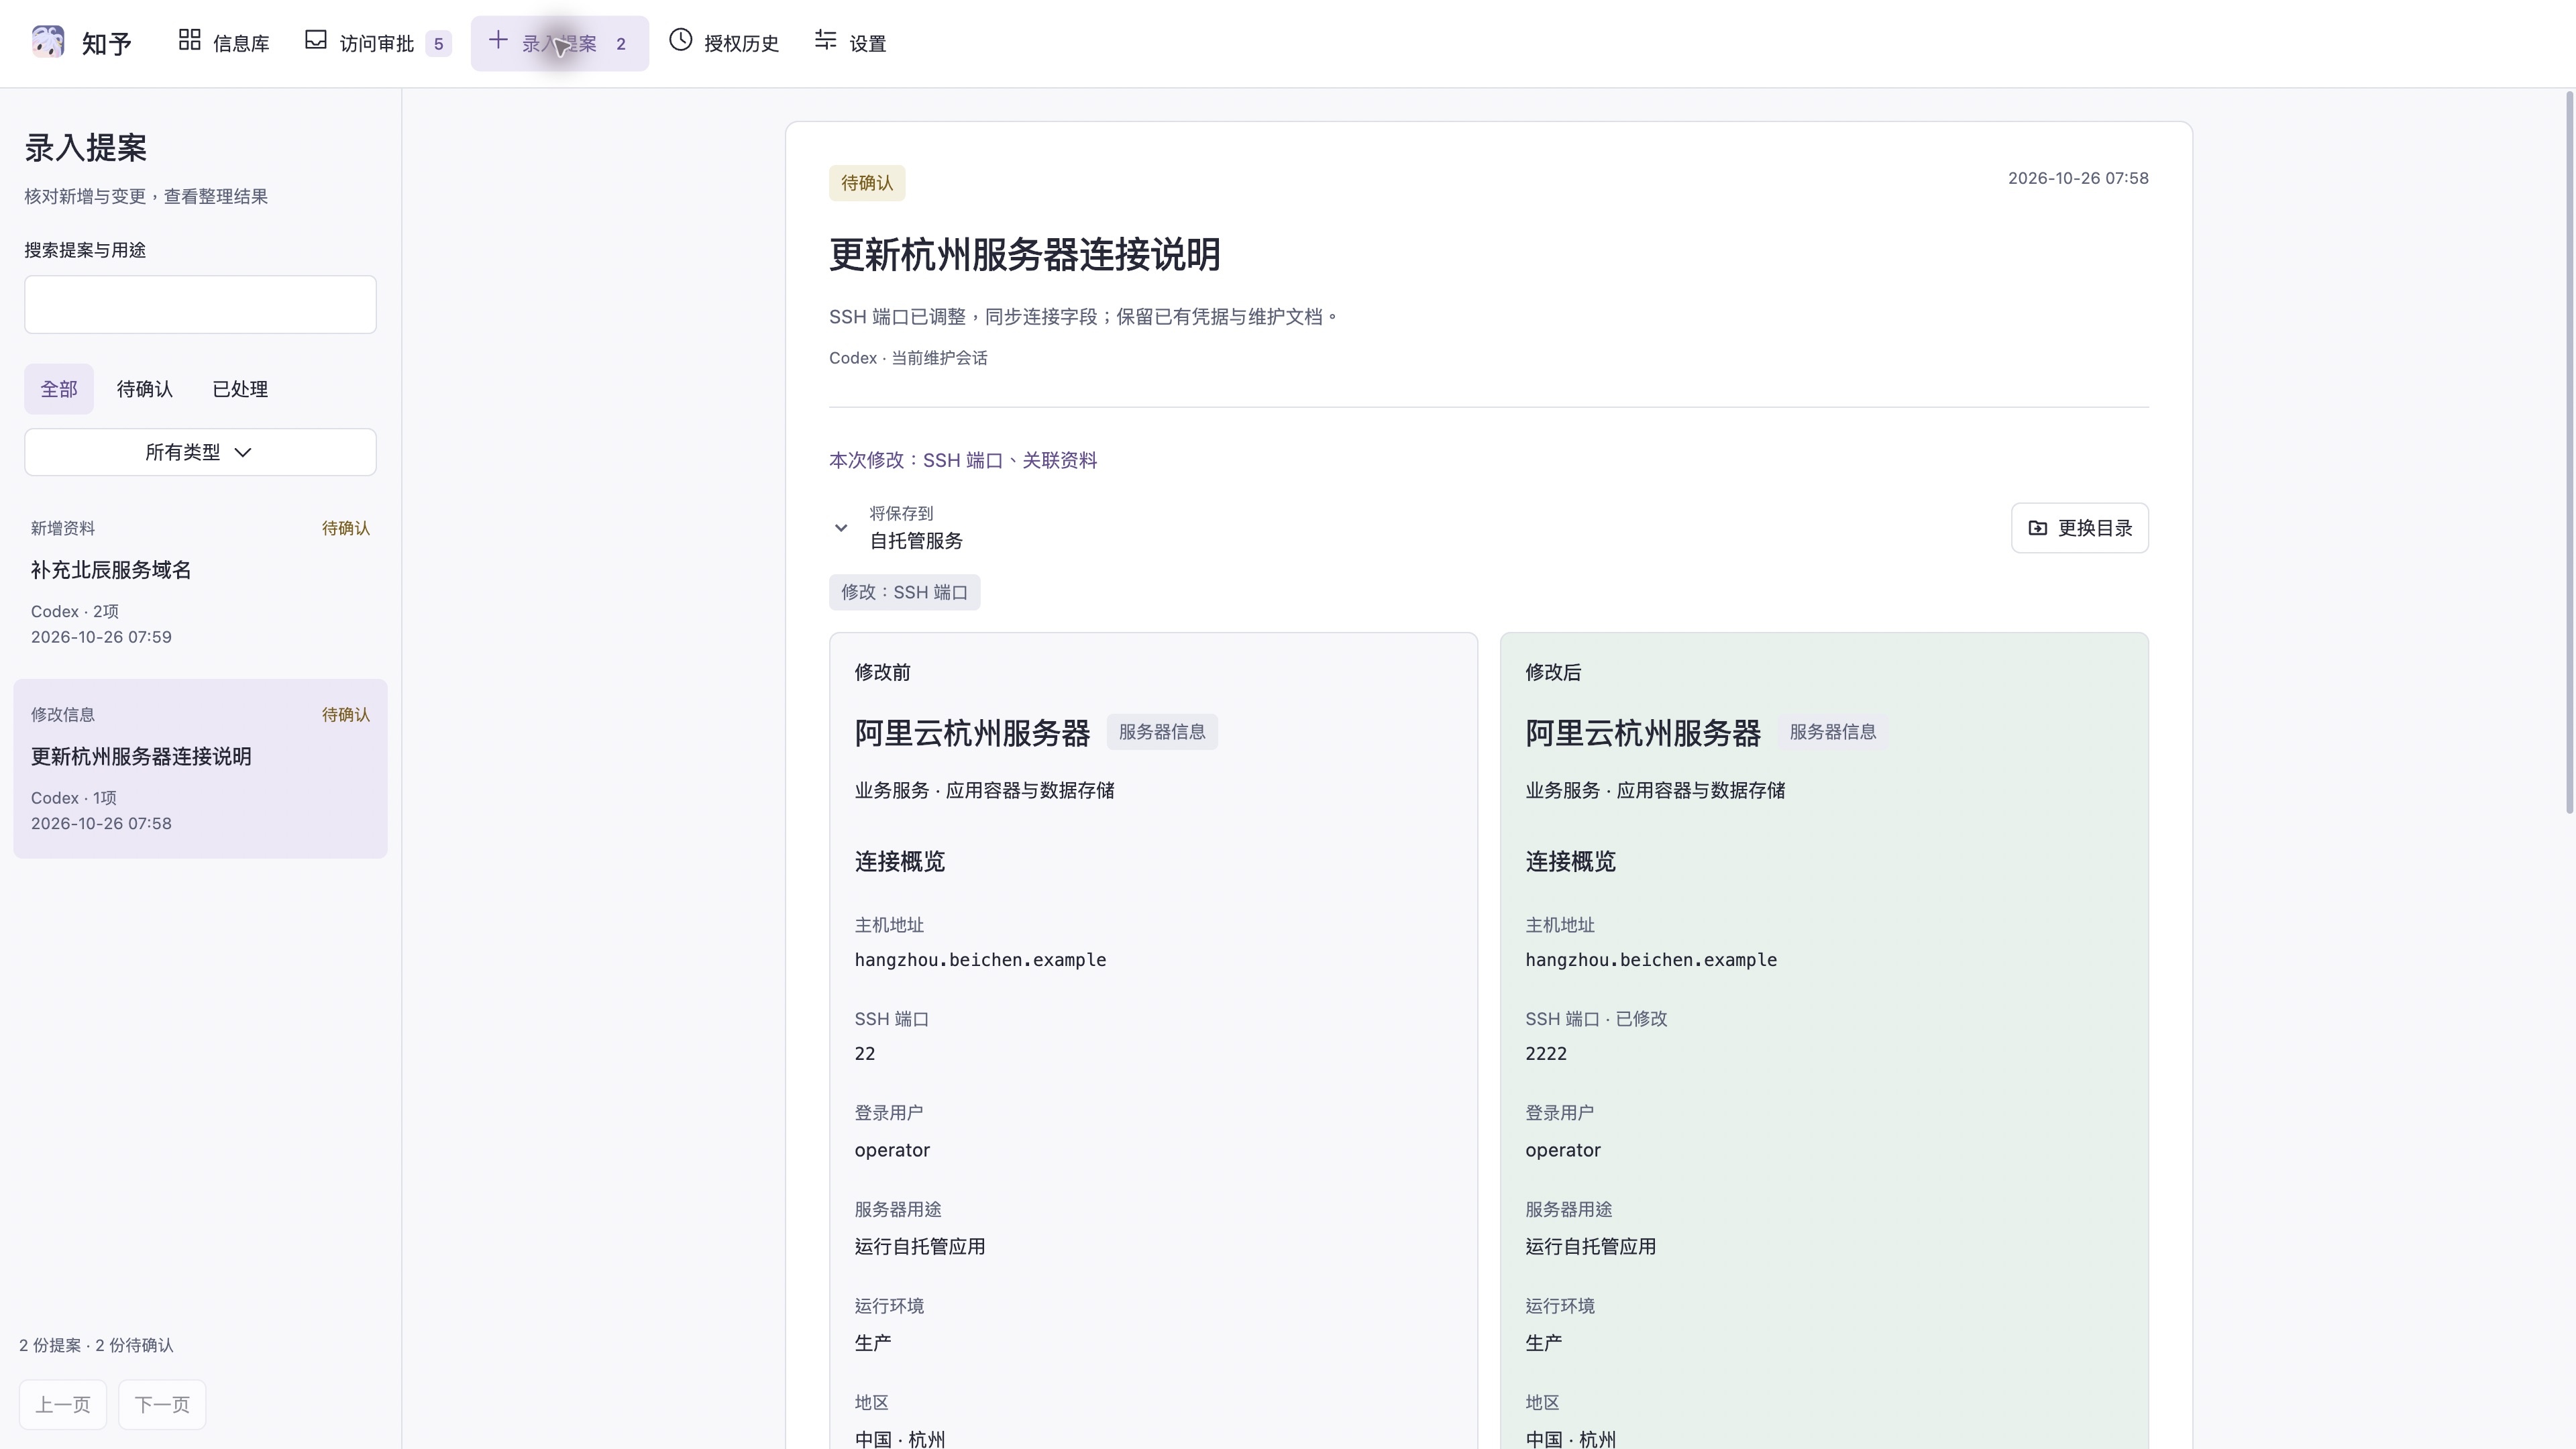 知予
信息库
访问审批 5
录入提案 2
授权历史
设置
录入提案
核对新增与变更，查看整理结果
搜索提案与用途
全部
待确认
已处理
所有类型
新增资料
待确认
补充北辰服务域名
Codex · 2项
2026-10-26 07:59
修改信息
待确认
更新杭州服务器连接说明
Codex · 1项
2026-10-26 07:58
2 份提案 · 2 份待确认
上一页
下一页
待确认
2026-10-26 07:58
更新杭州服务器连接说明
SSH 端口已调整，同步连接字段；保留已有凭据与维护文档。
Codex · 当前维护会话
本次修改：SSH 端口、关联资料
将保存到
自托管服务
更换目录
修改：SSH 端口
修改前
阿里云杭州服务器
服务器信息
业务服务 · 应用容器与数据存储
连接概览
主机地址
hangzhou.beichen.example
SSH 端口
22
登录用户
operator
服务器用途
运行自托管应用
运行环境
生产
地区
中国 · 杭州
修改后
阿里云杭州服务器
服务器信息
业务服务 · 应用容器与数据存储
连接概览
主机地址
hangzhou.beichen.example
SSH 端口 · 已修改
2222
登录用户
operator
服务器用途
运行自托管应用
运行环境
生产
地区
中国 · 杭州